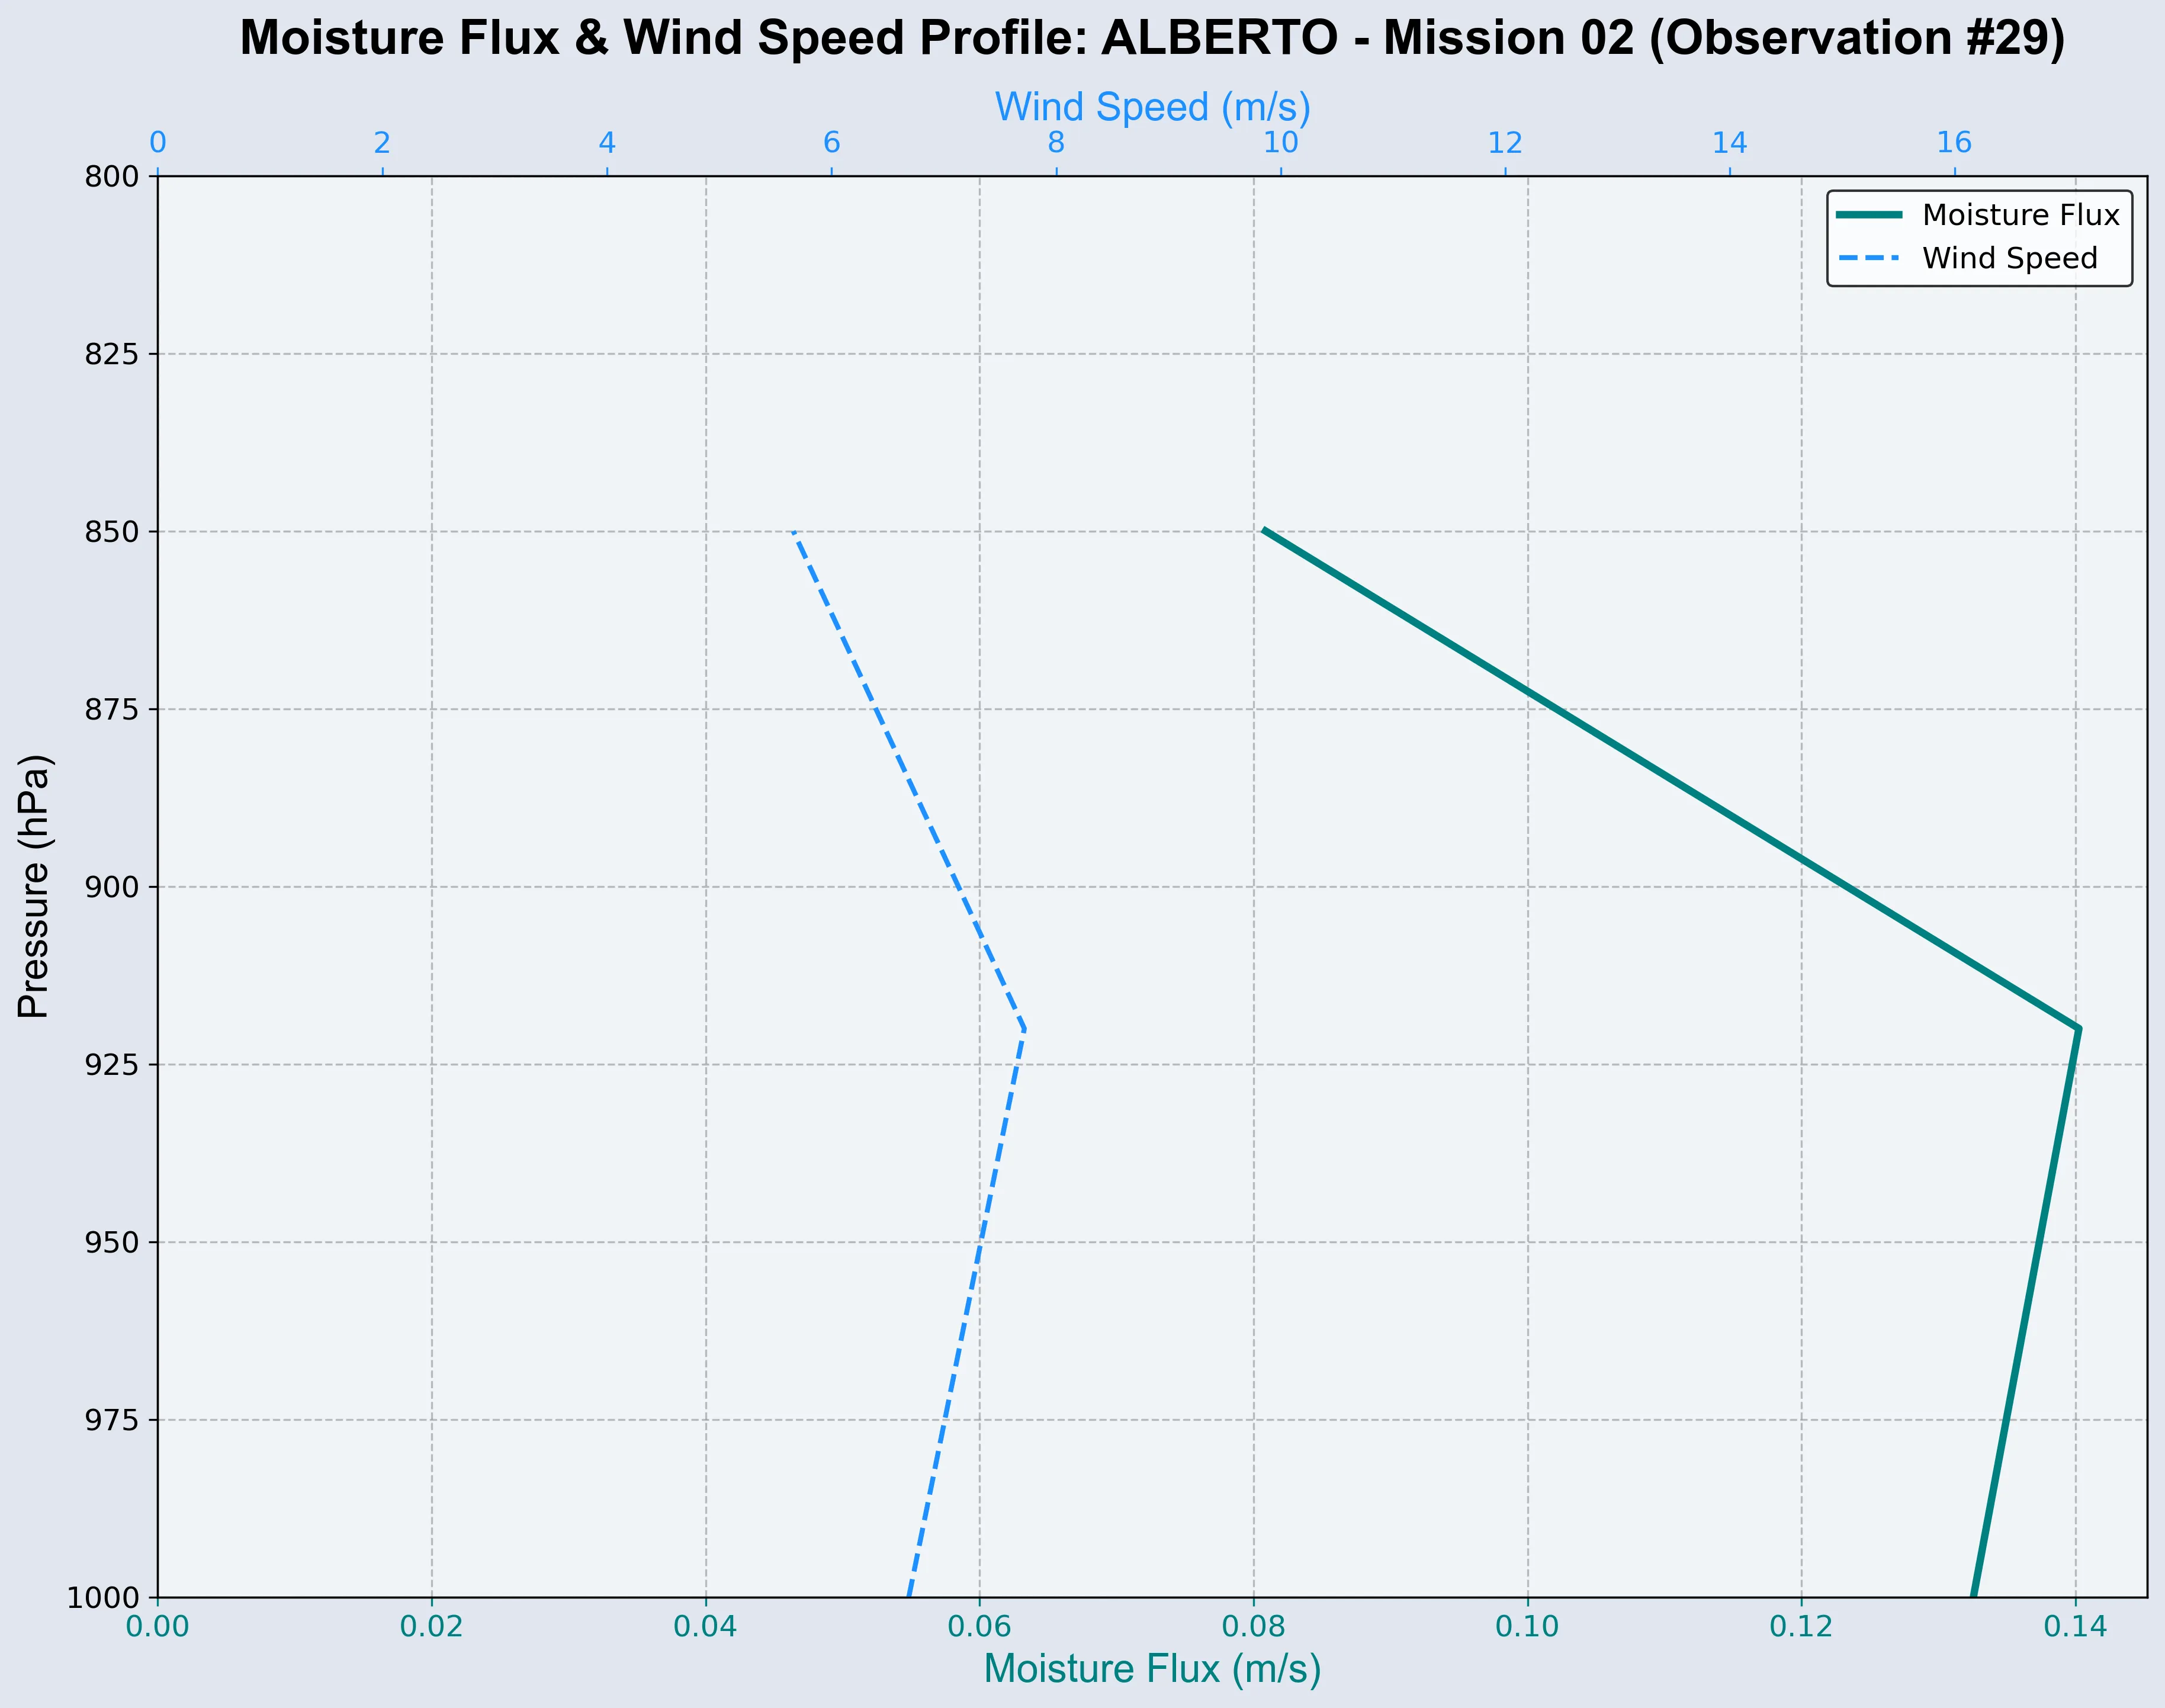 Moisture Flux & Wind Speed Profile: ALBERTO - Mission 02 (Observation #29)
Wind Speed (m/s)
0 2 4 6 8 10 12 14 16
Moisture Flux
Wind Speed
800
825
850
875
900
925
950
975
1000
Pressure (hPa)
0.00 0.02 0.04 0.06 0.08 0.10 0.12 0.14
Moisture Flux (m/s)